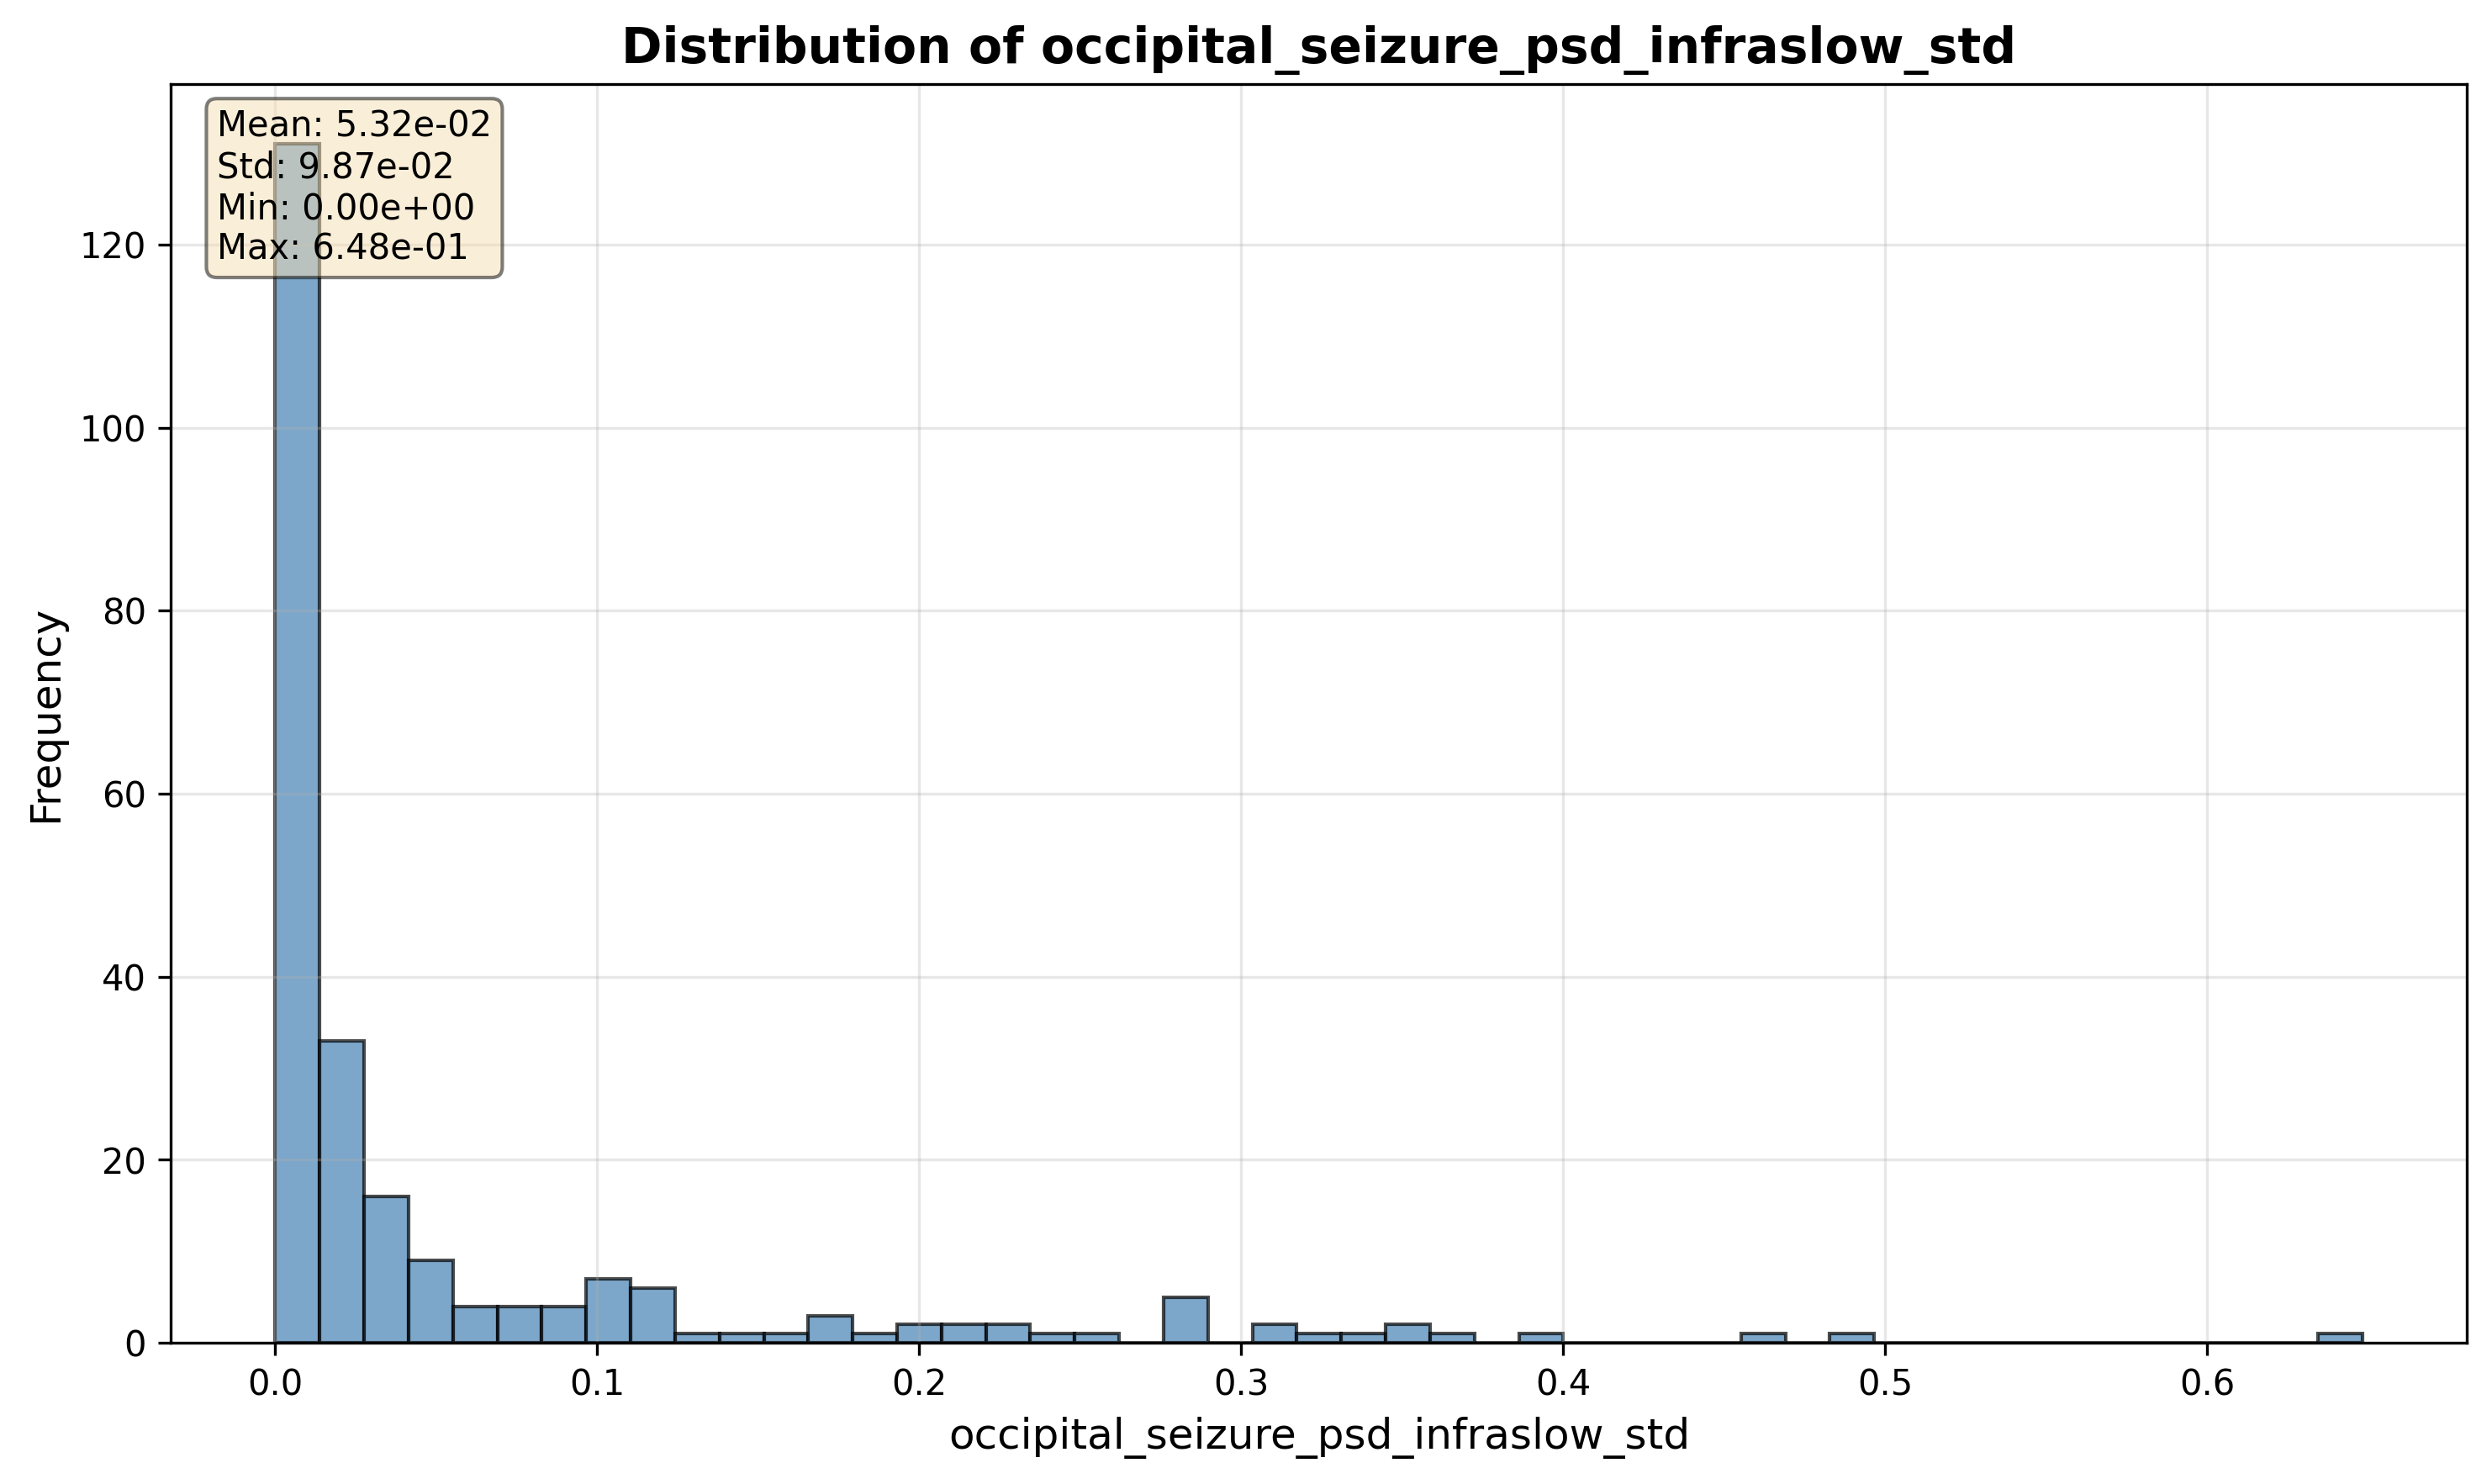 Distribution of occipital_seizure_psd_infraslow_std
Mean: 5.32e-02
Std: 9.87e-02
Min: 0.00e+00
Max: 6.48e-01
Frequency
120
100
80
60
40
20
0
0.0 0.1 0.2 0.3 0.4 0.5 0.6
occipital_seizure_psd_infraslow_std